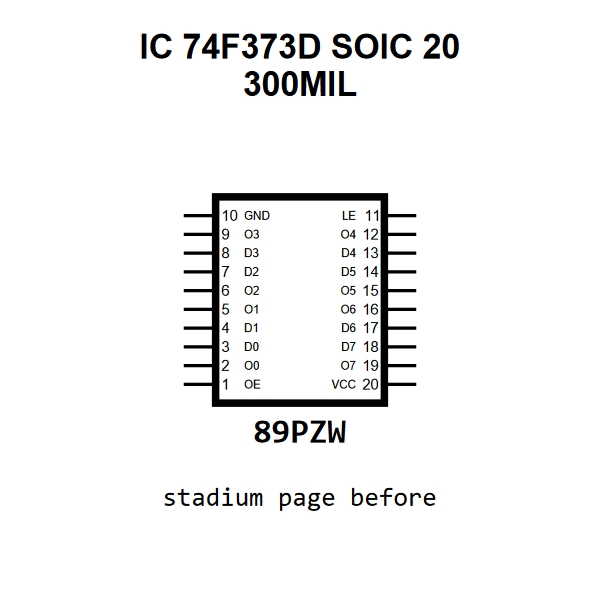 IC 74F373D SOIC 20
300MIL
10 GND LE 11
9 O3 O4 12
8 D3 D4 13
7 D2 D5 14
6 O2 O5 15
5 O1 O6 16
4 D1 D6 17
3 D0 D7 18
2 O0 O7 19
1 OE VCC 20
89PZW
stadium page before